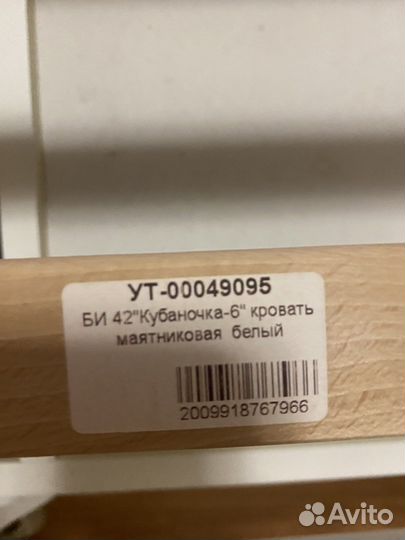 УТ-00049095
БИ 42"Кубаночка-6" кровать
маятниковая белый
2009918767966
Avito